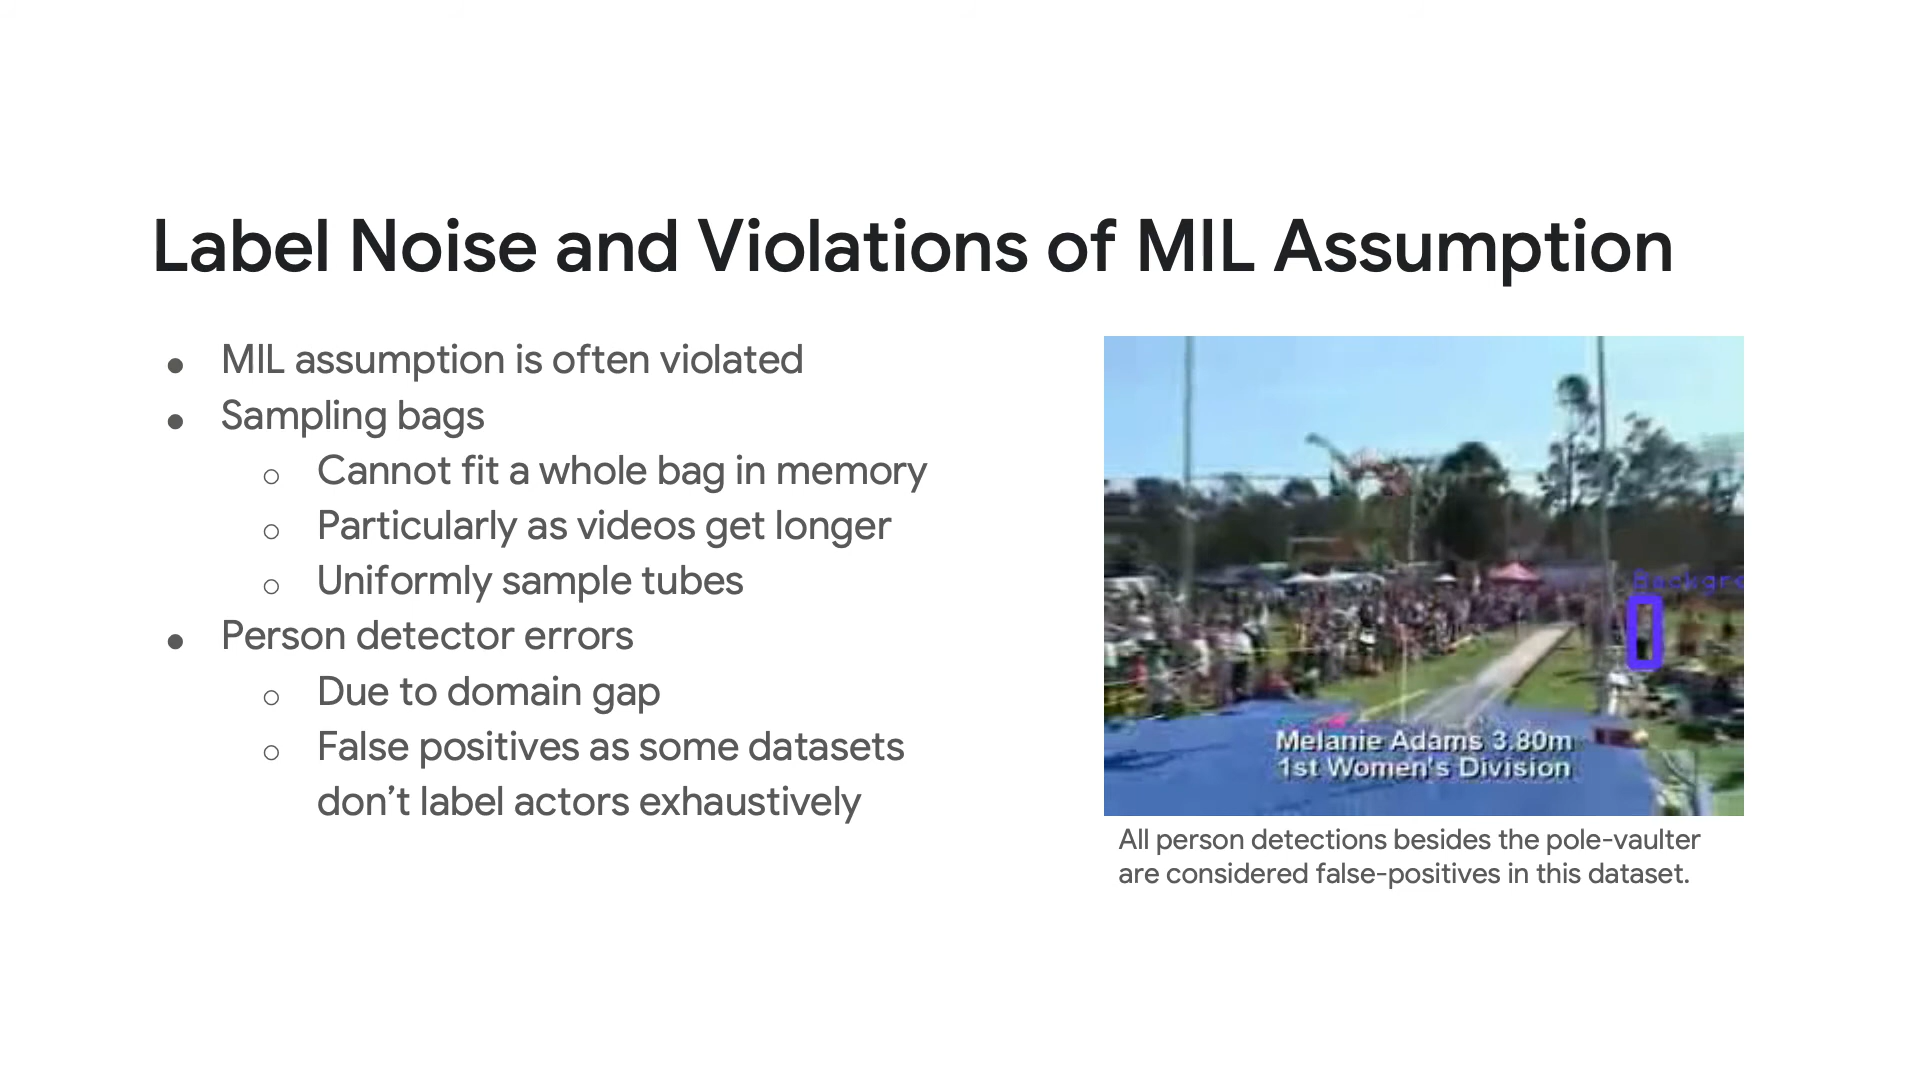 Label Noise and Violations of MIL Assumption
● MIL assumption is often violated
● Sampling bags
○ Cannot fit a whole bag in memory
○ Particularly as videos get longer
○ Uniformly sample tubes
● Person detector errors
○ Due to domain gap
○ False positives as some datasets
don’t label actors exhaustively
Backgro
Melanie Adams 3.80m
1st Women's Division
All person detections besides the pole-vaulter
are considered false-positives in this dataset.